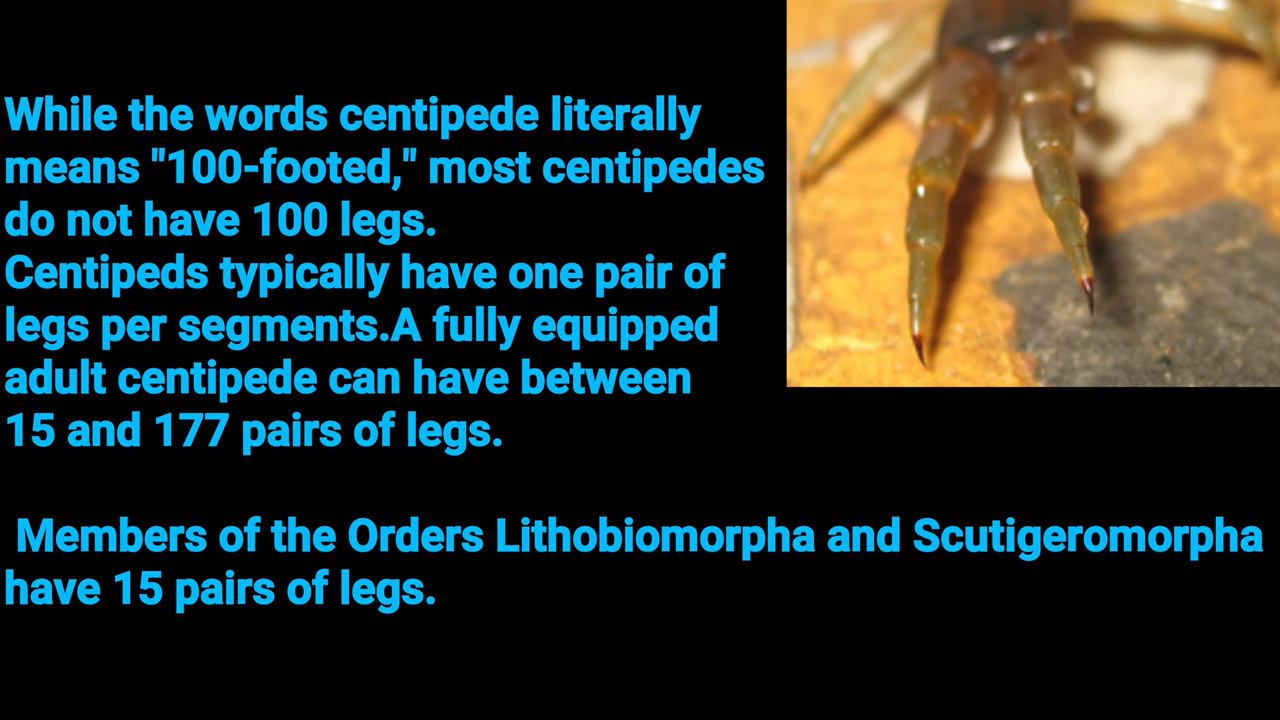 While the words centipede literally
means "100-footed," most centipedes
do not have 100 legs.
Centipeds typically have one pair of
legs per segments.A fully equipped
adult centipede can have between
15 and 177 pairs of legs.
Members of the Orders Lithobiomorpha and Scutigeromorpha
have 15 pairs of legs.